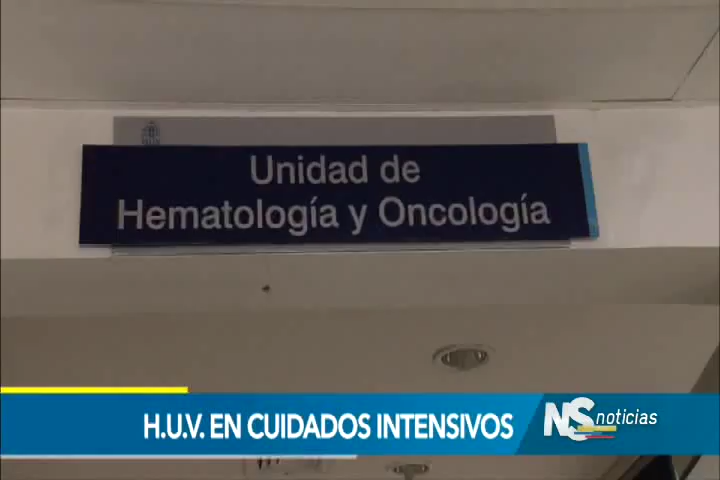 Unidad de
Hematología y Oncología
H.U.V. EN CUIDADOS INTENSIVOS
NS noticias